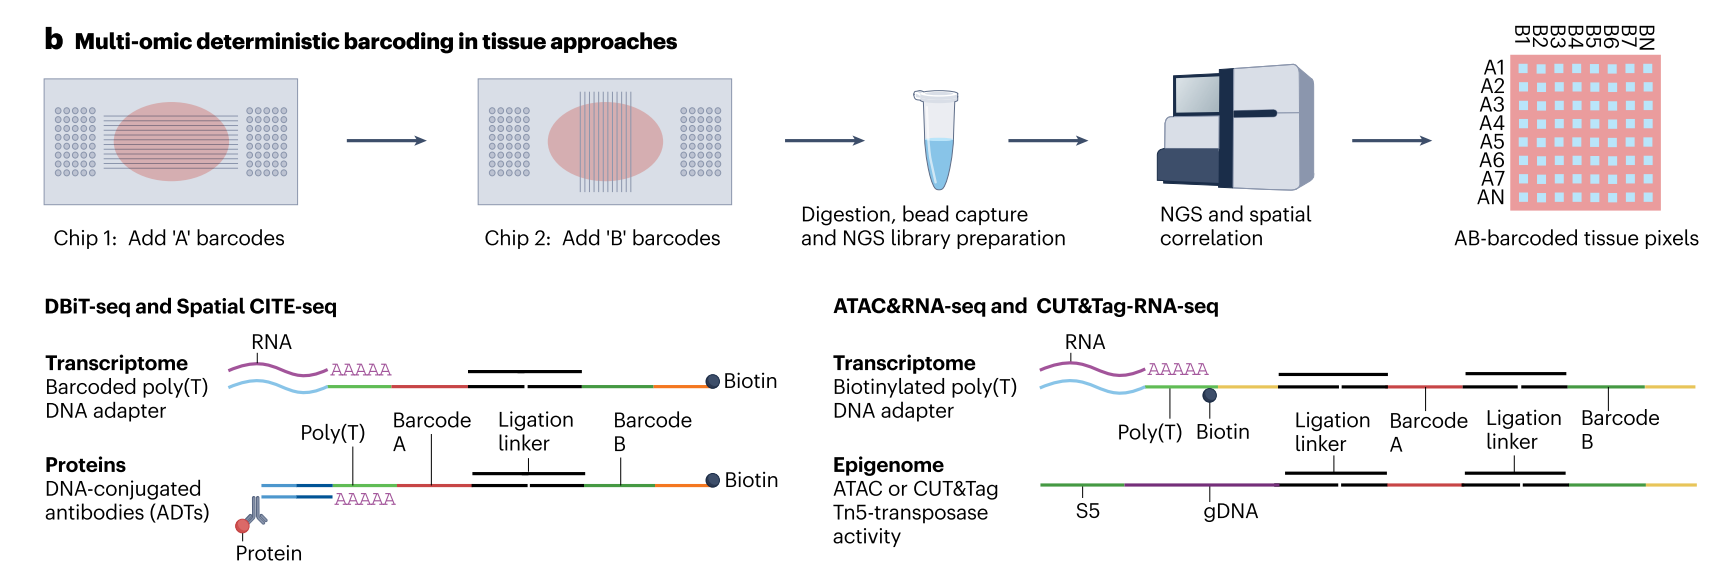 b Multi-omic deterministic barcoding in tissue approaches
B1 B2 B3 B4 B5 B6 B7 BN
A1
A2
A3
A4
A5
A6
A7
AN
Chip 1: Add 'A' barcodes
Chip 2: Add 'B' barcodes
Digestion, bead capture
and NGS library preparation
NGS and spatial
correlation
AB-barcoded tissue pixels
DBiT-seq and Spatial CITE-seq
RNA
Transcriptome
Barcoded poly(T)
DNA adapter
AAAAA
Biotin
Poly(T)
Barcode
A
Ligation
linker
Barcode
B
Proteins
DNA-conjugated
antibodies (ADTs)
AAAAA
Biotin
Protein
ATAC&RNA-seq and CUT&Tag-RNA-seq
RNA
Transcriptome
Biotinylated poly(T)
DNA adapter
AAAAA
Poly(T)
Biotin
Ligation
linker
Barcode
A
Ligation
linker
Barcode
B
Epigenome
ATAC or CUT&Tag
Tn5-transposase
activity
S5
gDNA